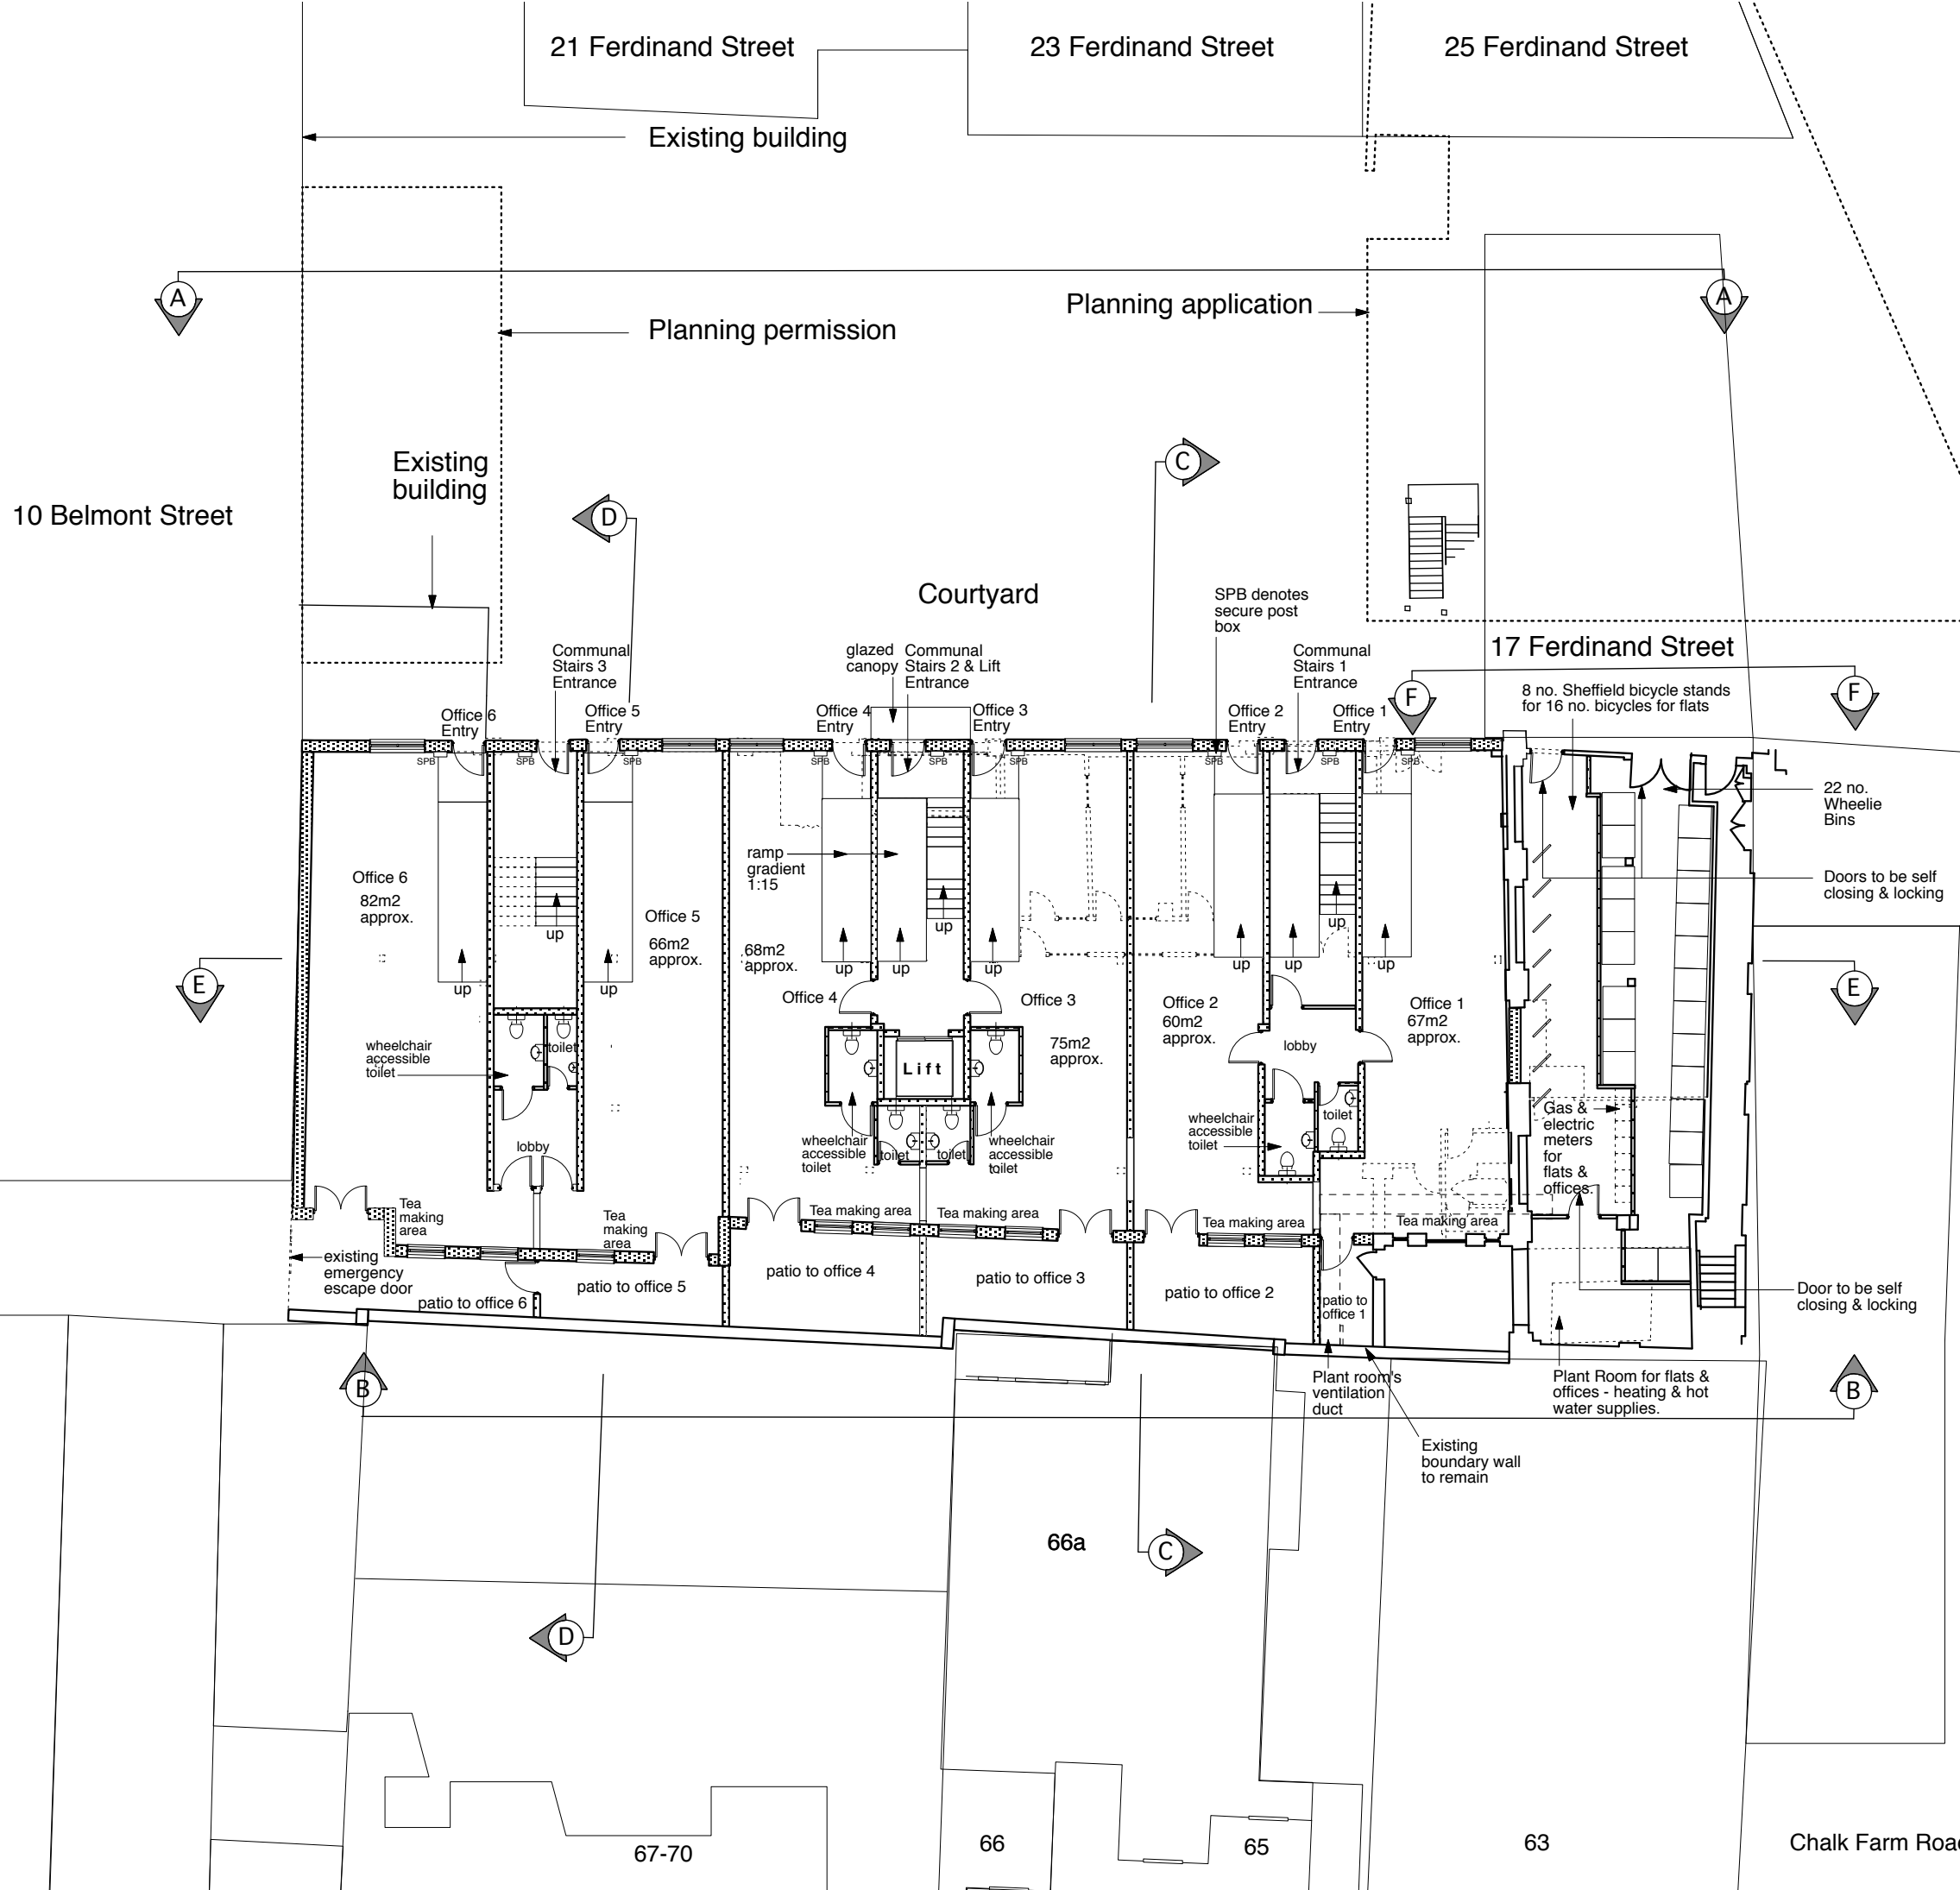 21 Ferdinand Street
23 Ferdinand Street
25 Ferdinand Street
Existing building
A
A
Planning application
Planning permission
C
Existing
building
10 Belmont Street
D
Courtyard
SPB denotes
secure post
box
17 Ferdinand Street
Communal
Stairs 3
Entrance
glazed
canopy
Communal
Stairs 2 & Lift
Entrance
Communal
Stairs 1
Entrance
F
F
8 no. Sheffield bicycle stands
for 16 no. bicycles for flats
Office 6
Entry
Office 5
Entry
Office 4
Entry
Office 3
Entry
Office 2
Entry
Office 1
Entry
SPB
SPB
SPB
SPB
SPB
SPB
SPB
SPB
22 no.
Wheelie
Bins
ramp
gradient
1:15
Doors to be self
closing & locking
Office 6
82m2
approx.
Office 5
66m2
approx.
68m2
approx.
Office 4
up
up
up
up
up
up
up
up
up
up
up
E
E
Office 3
75m2
approx.
Office 2
60m2
approx.
Office 1
67m2
approx.
lobby
wheelchair
accessible
toilet
toilet
Lift
Gas &
electric
meters
for
flats &
offices.
wheelchair
accessible
toilet
toilet
toilet
wheelchair
accessible
toilet
wheelchair
accessible
toilet
toilet
lobby
Tea
making
area
Tea
making
area
Tea making area
Tea making area
Tea making area
Tea making area
existing
emergency
escape door
patio to office 6
patio to office 5
patio to office 4
patio to office 3
patio to office 2
patio to
office 1
Door to be self
closing & locking
B
B
Plant room's
ventilation
duct
Plant Room for flats &
offices - heating & hot
water supplies.
Existing
boundary wall
to remain
66a
C
D
67-70
66
65
63